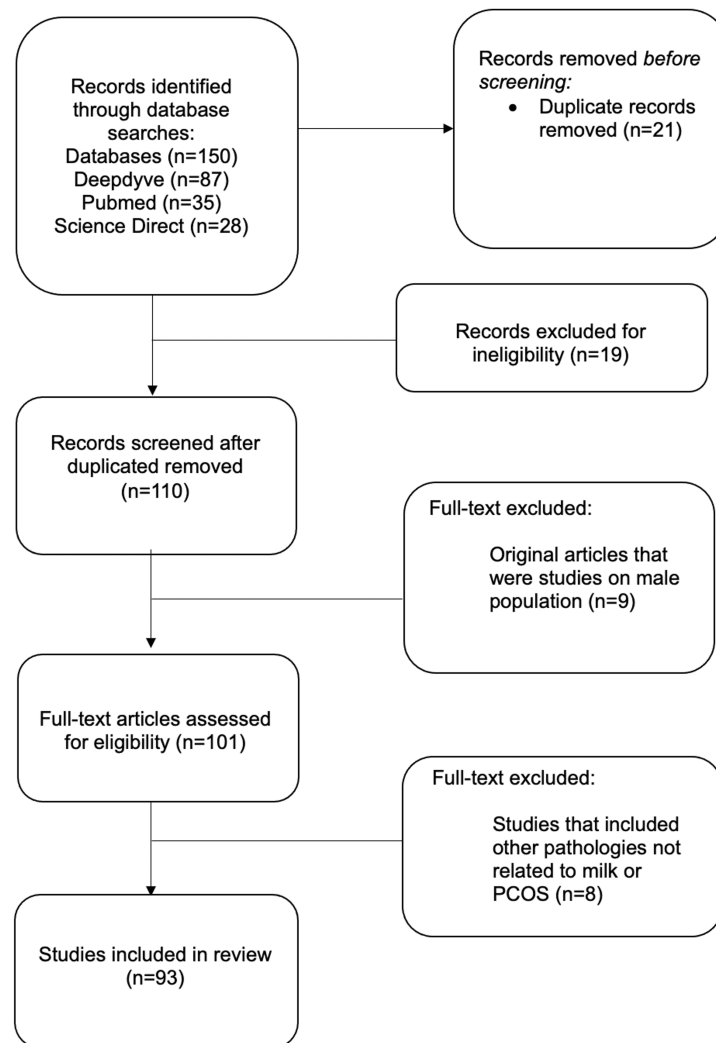 Records identified
through database
searches:
Databases (n=150)
Deepdyve (n=87)
Pubmed (n=35)
Science Direct (n=28)
Records removed before
screening:
• Duplicate records
removed (n=21)
Records excluded for
ineligibility (n=19)
Records screened after
duplicated removed
(n=110)
Full-text excluded:
Original articles that
were studies on male
population (n=9)
Full-text articles assessed
for eligibility (n=101)
Full-text excluded:
Studies that included
other pathologies not
related to milk or
PCOS (n=8)
Studies included in review
(n=93)